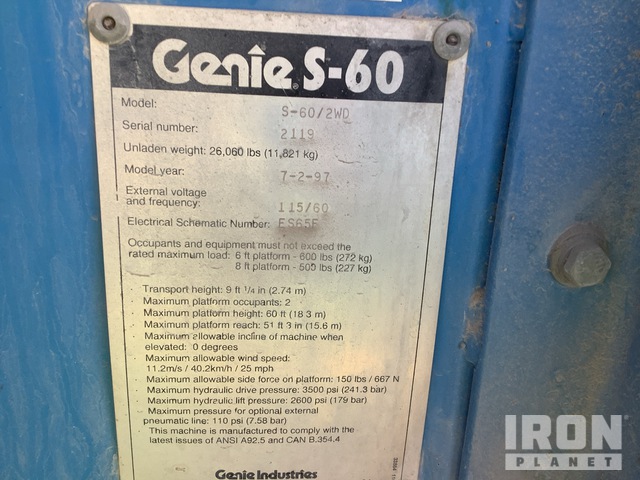 Genie S-60
Model: S-60/2WD
Serial number: 2119
Unladen weight: 26,060 lbs (11,821 kg)
Model year: 7-2-97
External voltage
and frequency: 115/60
Electrical Schematic Number: ES65F
Occupants and equipment must not exceed the
rated maximum load: 6 ft platform - 600 lbs (272 kg)
8 ft platform - 500 lbs (227 kg)
· Transport height: 9 ft 1/4 in (2.74 m)
· Maximum platform occupants: 2
· Maximum platform height: 60 ft (18.3 m)
· Maximum platform reach: 51 ft 3 in (15.6 m)
· Maximum allowable incline of machine when
elevated: 0 degrees
· Maximum allowable wind speed:
11.2m/s / 40.2km/h / 25 mph
· Maximum allowable side force on platform: 150 lbs / 667 N
· Maximum hydraulic drive pressure: 3500 psi (241.3 bar)
· Maximum hydraulic lift pressure: 2600 psi (179 bar)
· Maximum pressure for optional external
pneumatic line: 110 psi (7.58 bar)
· This machine is manufactured to comply with the
latest issues of ANSI A92.5 and CAN B.354.4
Genie Industries
IRON
PLANET